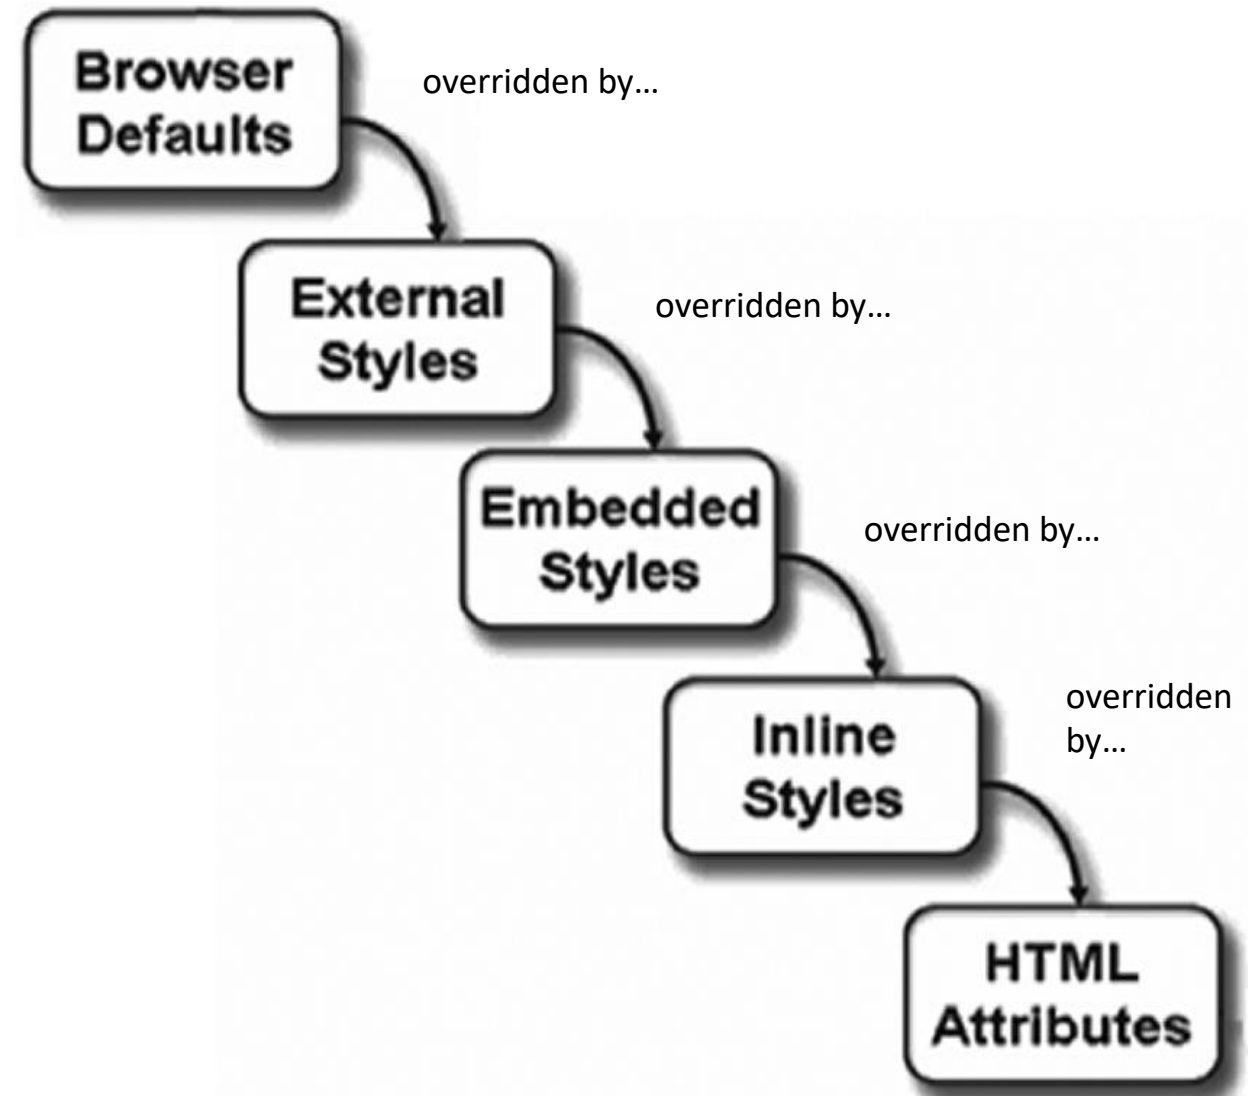 Browser
Defaults
overridden by…
External
Styles
overridden by…
Embedded
Styles
overridden by…
Inline
Styles
overridden
by…
HTML
Attributes